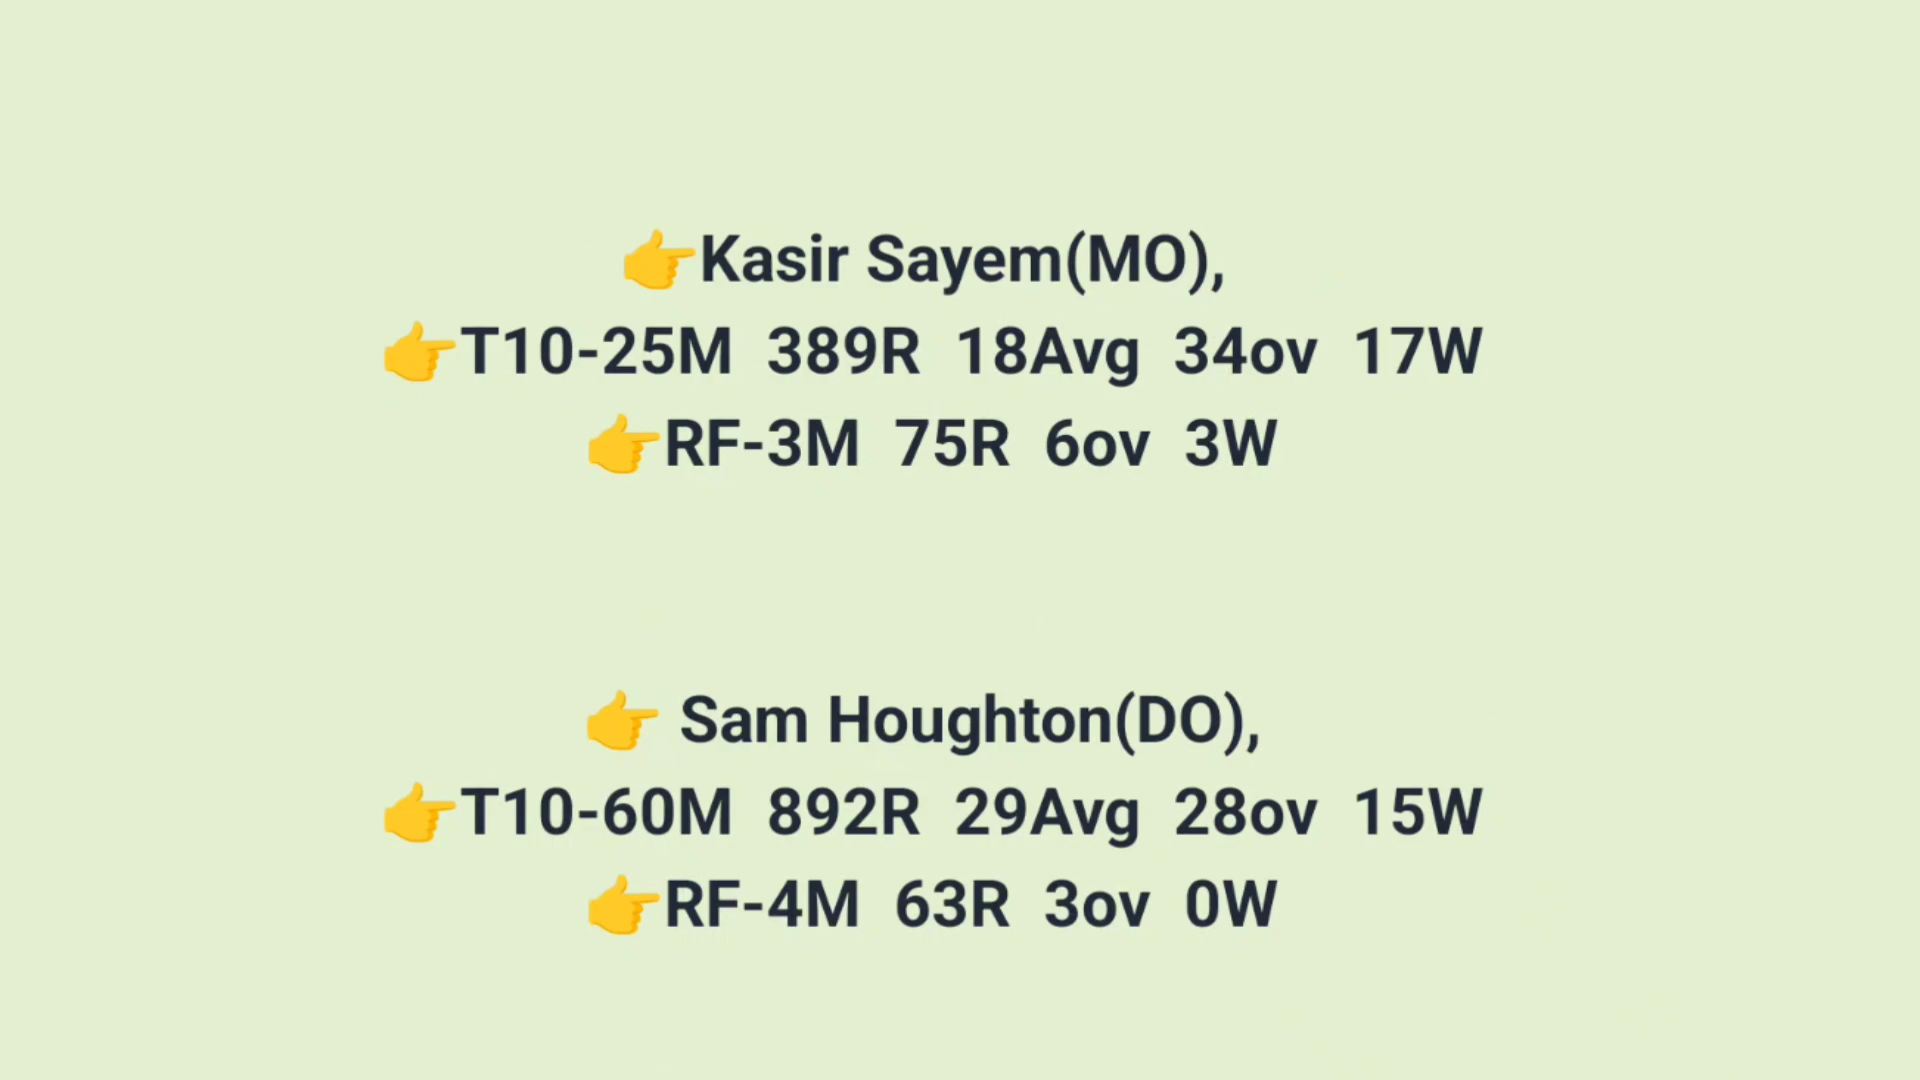 👉Kasir Sayem(MO),
👉T10-25M 389R 18Avg 34ov 17W
👉RF-3M 75R 6ov 3W
👉 Sam Houghton(DO),
👉T10-60M 892R 29Avg 28ov 15W
👉RF-4M 63R 3ov 0W